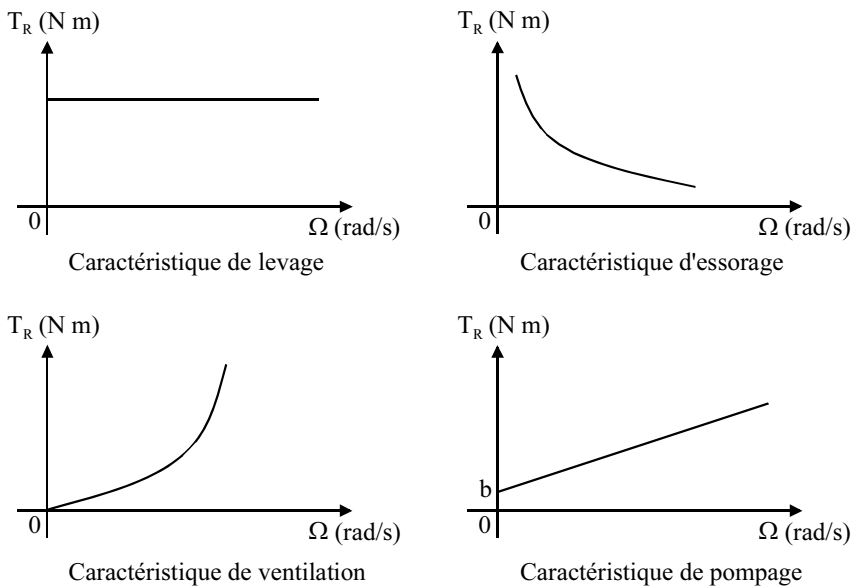 T_R (N m)
0
Ω (rad/s)
Caractéristique de levage
T_R (N m)
0
Ω (rad/s)
Caractéristique d'essorage
T_R (N m)
0
Ω (rad/s)
Caractéristique de ventilation
T_R (N m)
b
0
Ω (rad/s)
Caractéristique de pompage